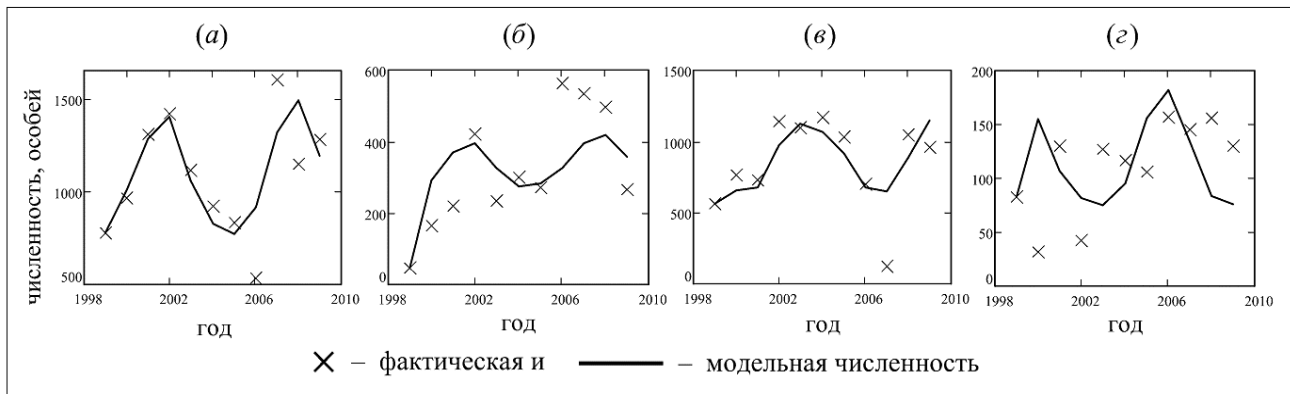 (а) (б) (в) (г)
численность, особей
1500
1000
500
1998 2002 2006 2010
год
600
400
200
0
1998 2002 2006 2010
год
1500
1000
500
0
1998 2002 2006 2010
год
200
150
100
50
0
1998 2002 2006 2010
год
× – фактическая и — – модельная численность